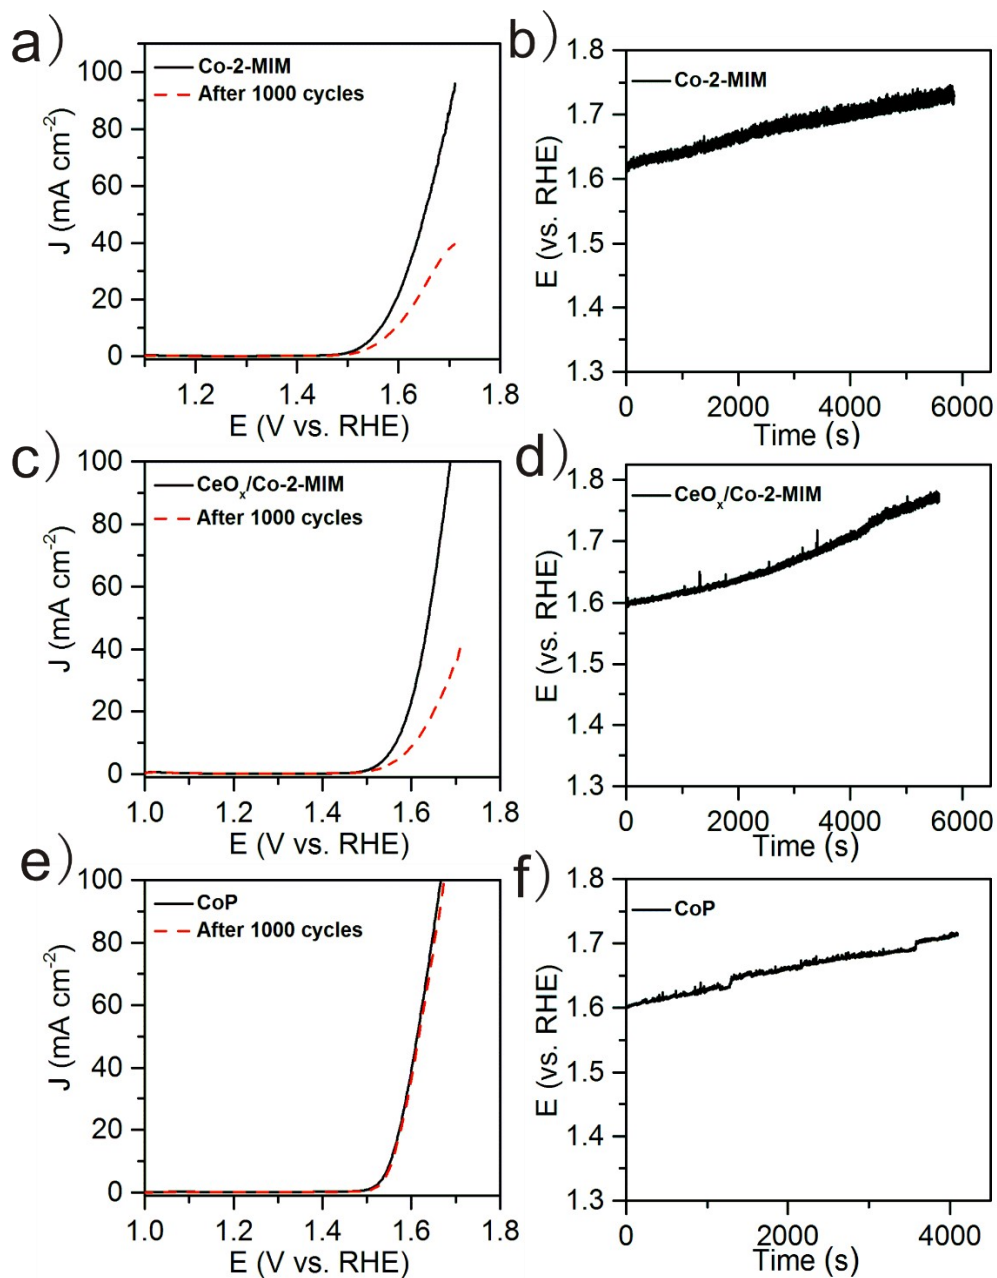 a)
100
80
60
40
20
0
J (mA cm⁻²)
Co-2-MIM
After 1000 cycles
1.2 1.4 1.6 1.8
E (V vs. RHE)
b)
1.8
1.7
1.6
1.5
1.4
1.3
E (vs. RHE)
Co-2-MIM
0 2000 4000 6000
Time (s)
c)
100
80
60
40
20
0
J (mA cm⁻²)
CeOₓ/Co-2-MIM
After 1000 cycles
1.0 1.2 1.4 1.6 1.8
E (V vs. RHE)
d)
1.8
1.7
1.6
1.5
1.4
1.3
E (vs. RHE)
CeOₓ/Co-2-MIM
0 2000 4000 6000
Time (s)
e)
100
80
60
40
20
0
J (mA cm⁻²)
CoP
After 1000 cycles
1.0 1.2 1.4 1.6 1.8
E (V vs. RHE)
f)
1.8
1.7
1.6
1.5
1.4
1.3
E (vs. RHE)
CoP
0 2000 4000
Time (s)